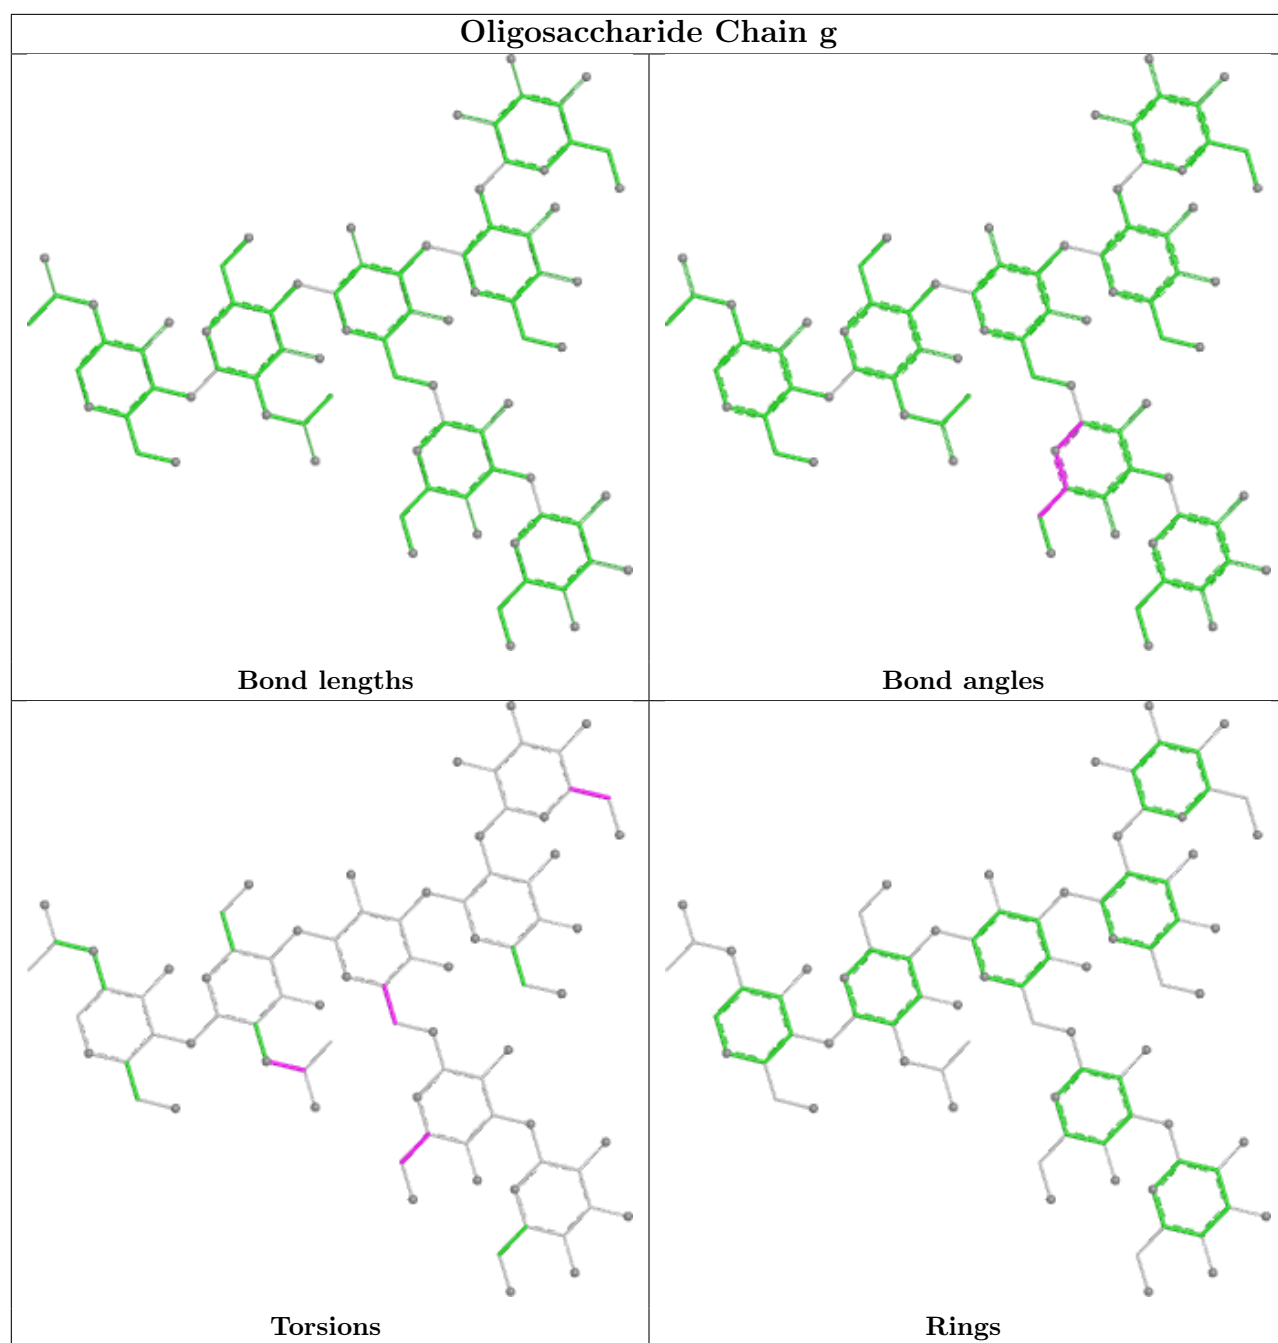 Oligosaccharide Chain g
Bond lengths
Bond angles
Torsions
Rings